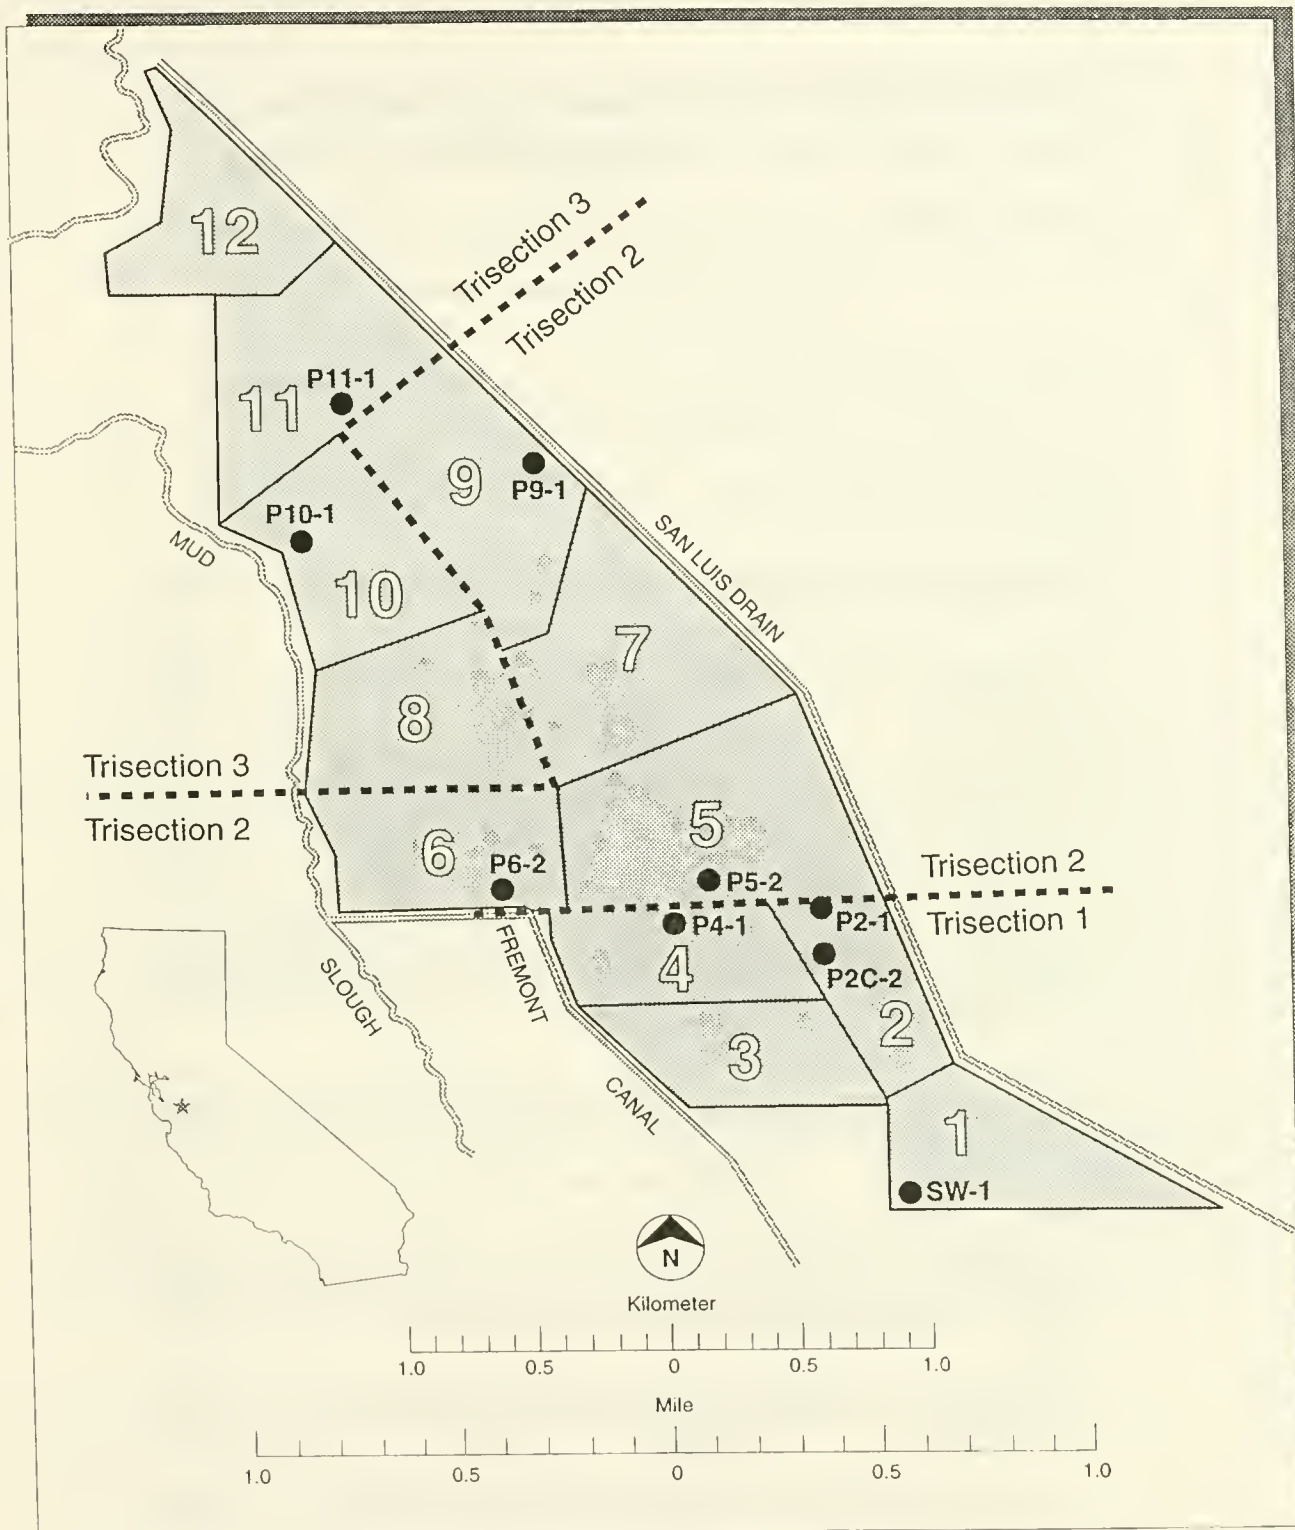 12
Trisection 3
Trisection 2
11
P11-1
9
P9-1
P10-1
MUD
10
SAN LUIS DRAIN
7
8
Trisection 3
Trisection 2
5
6
P6-2
P5-2
Trisection 2
Trisection 1
P4-1
P2-1
P2C-2
4
FREMONT
SLOUGH
2
3
CANAL
1
SW-1
N
Kilometer
1.0 0.5 0 0.5 1.0
Mile
1.0 0.5 0 0.5 1.0